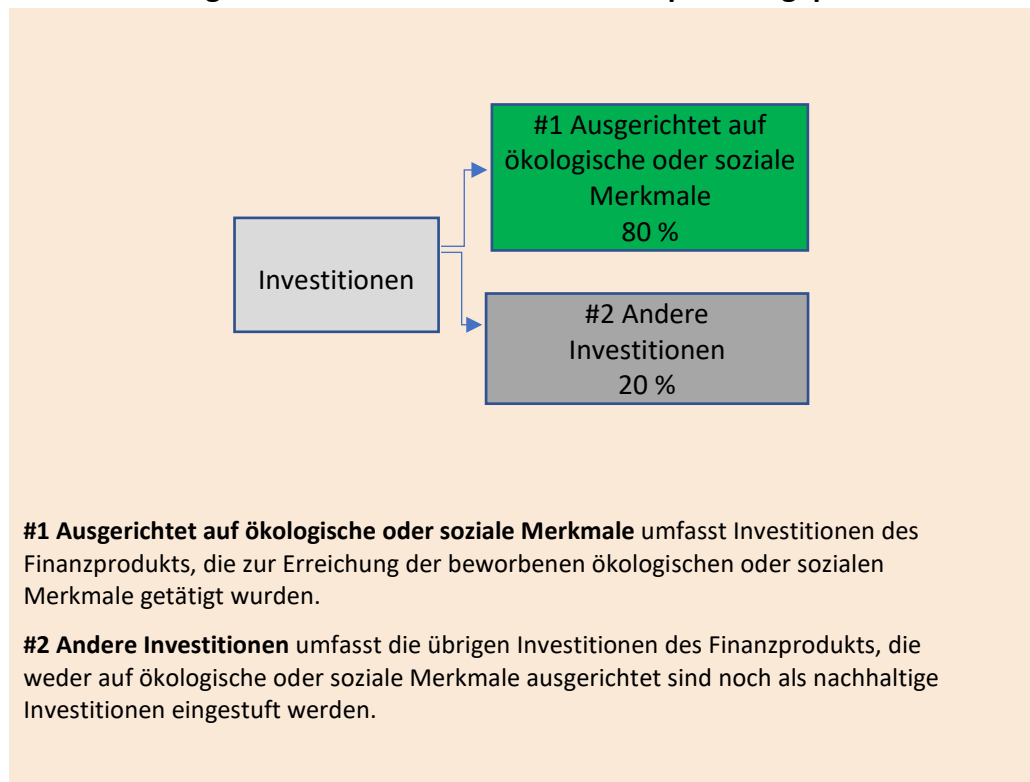 #1 Ausgerichtet auf
ökologische oder soziale
Merkmale
80 %
Investitionen
#2 Andere
Investitionen
20 %
#1 Ausgerichtet auf ökologische oder soziale Merkmale umfasst Investitionen des
Finanzprodukts, die zur Erreichung der beworbenen ökologischen oder sozialen
Merkmale getätigt wurden.
#2 Andere Investitionen umfasst die übrigen Investitionen des Finanzprodukts, die
weder auf ökologische oder soziale Merkmale ausgerichtet sind noch als nachhaltige
Investitionen eingestuft werden.